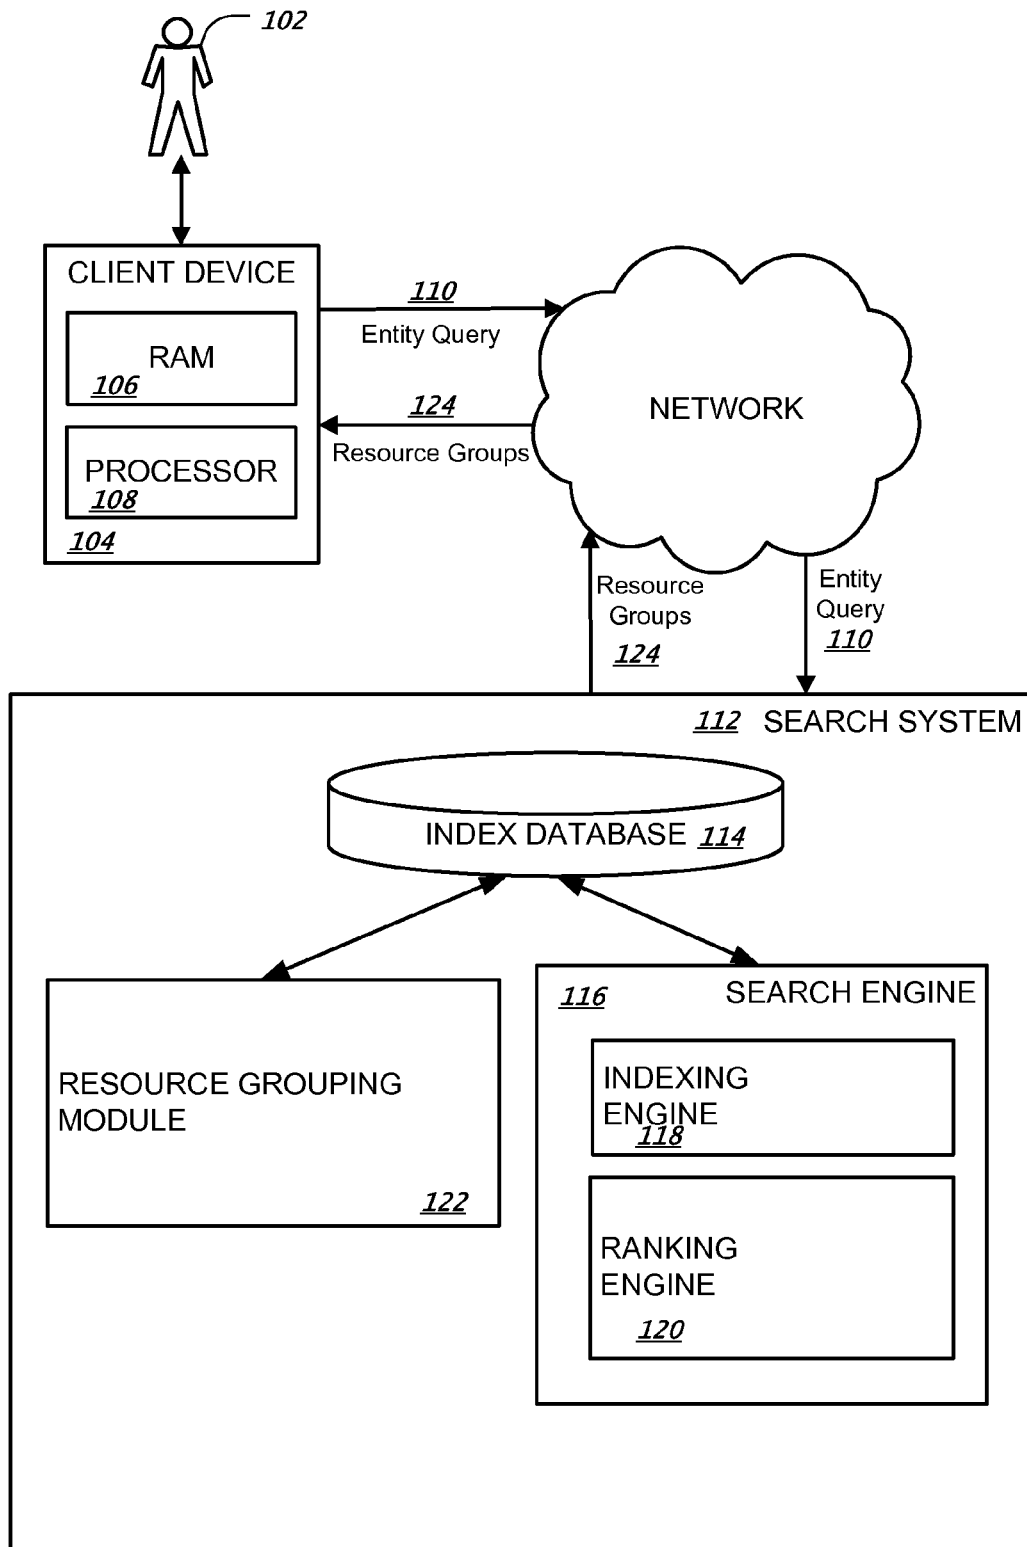 102
CLIENT DEVICE
RAM
106
PROCESSOR
108
104
110
Entity Query
124
Resource Groups
NETWORK
Resource
Groups
124
Entity
Query
110
112 SEARCH SYSTEM
INDEX DATABASE 114
RESOURCE GROUPING
MODULE
122
116 SEARCH ENGINE
INDEXING
ENGINE
118
RANKING
ENGINE
120